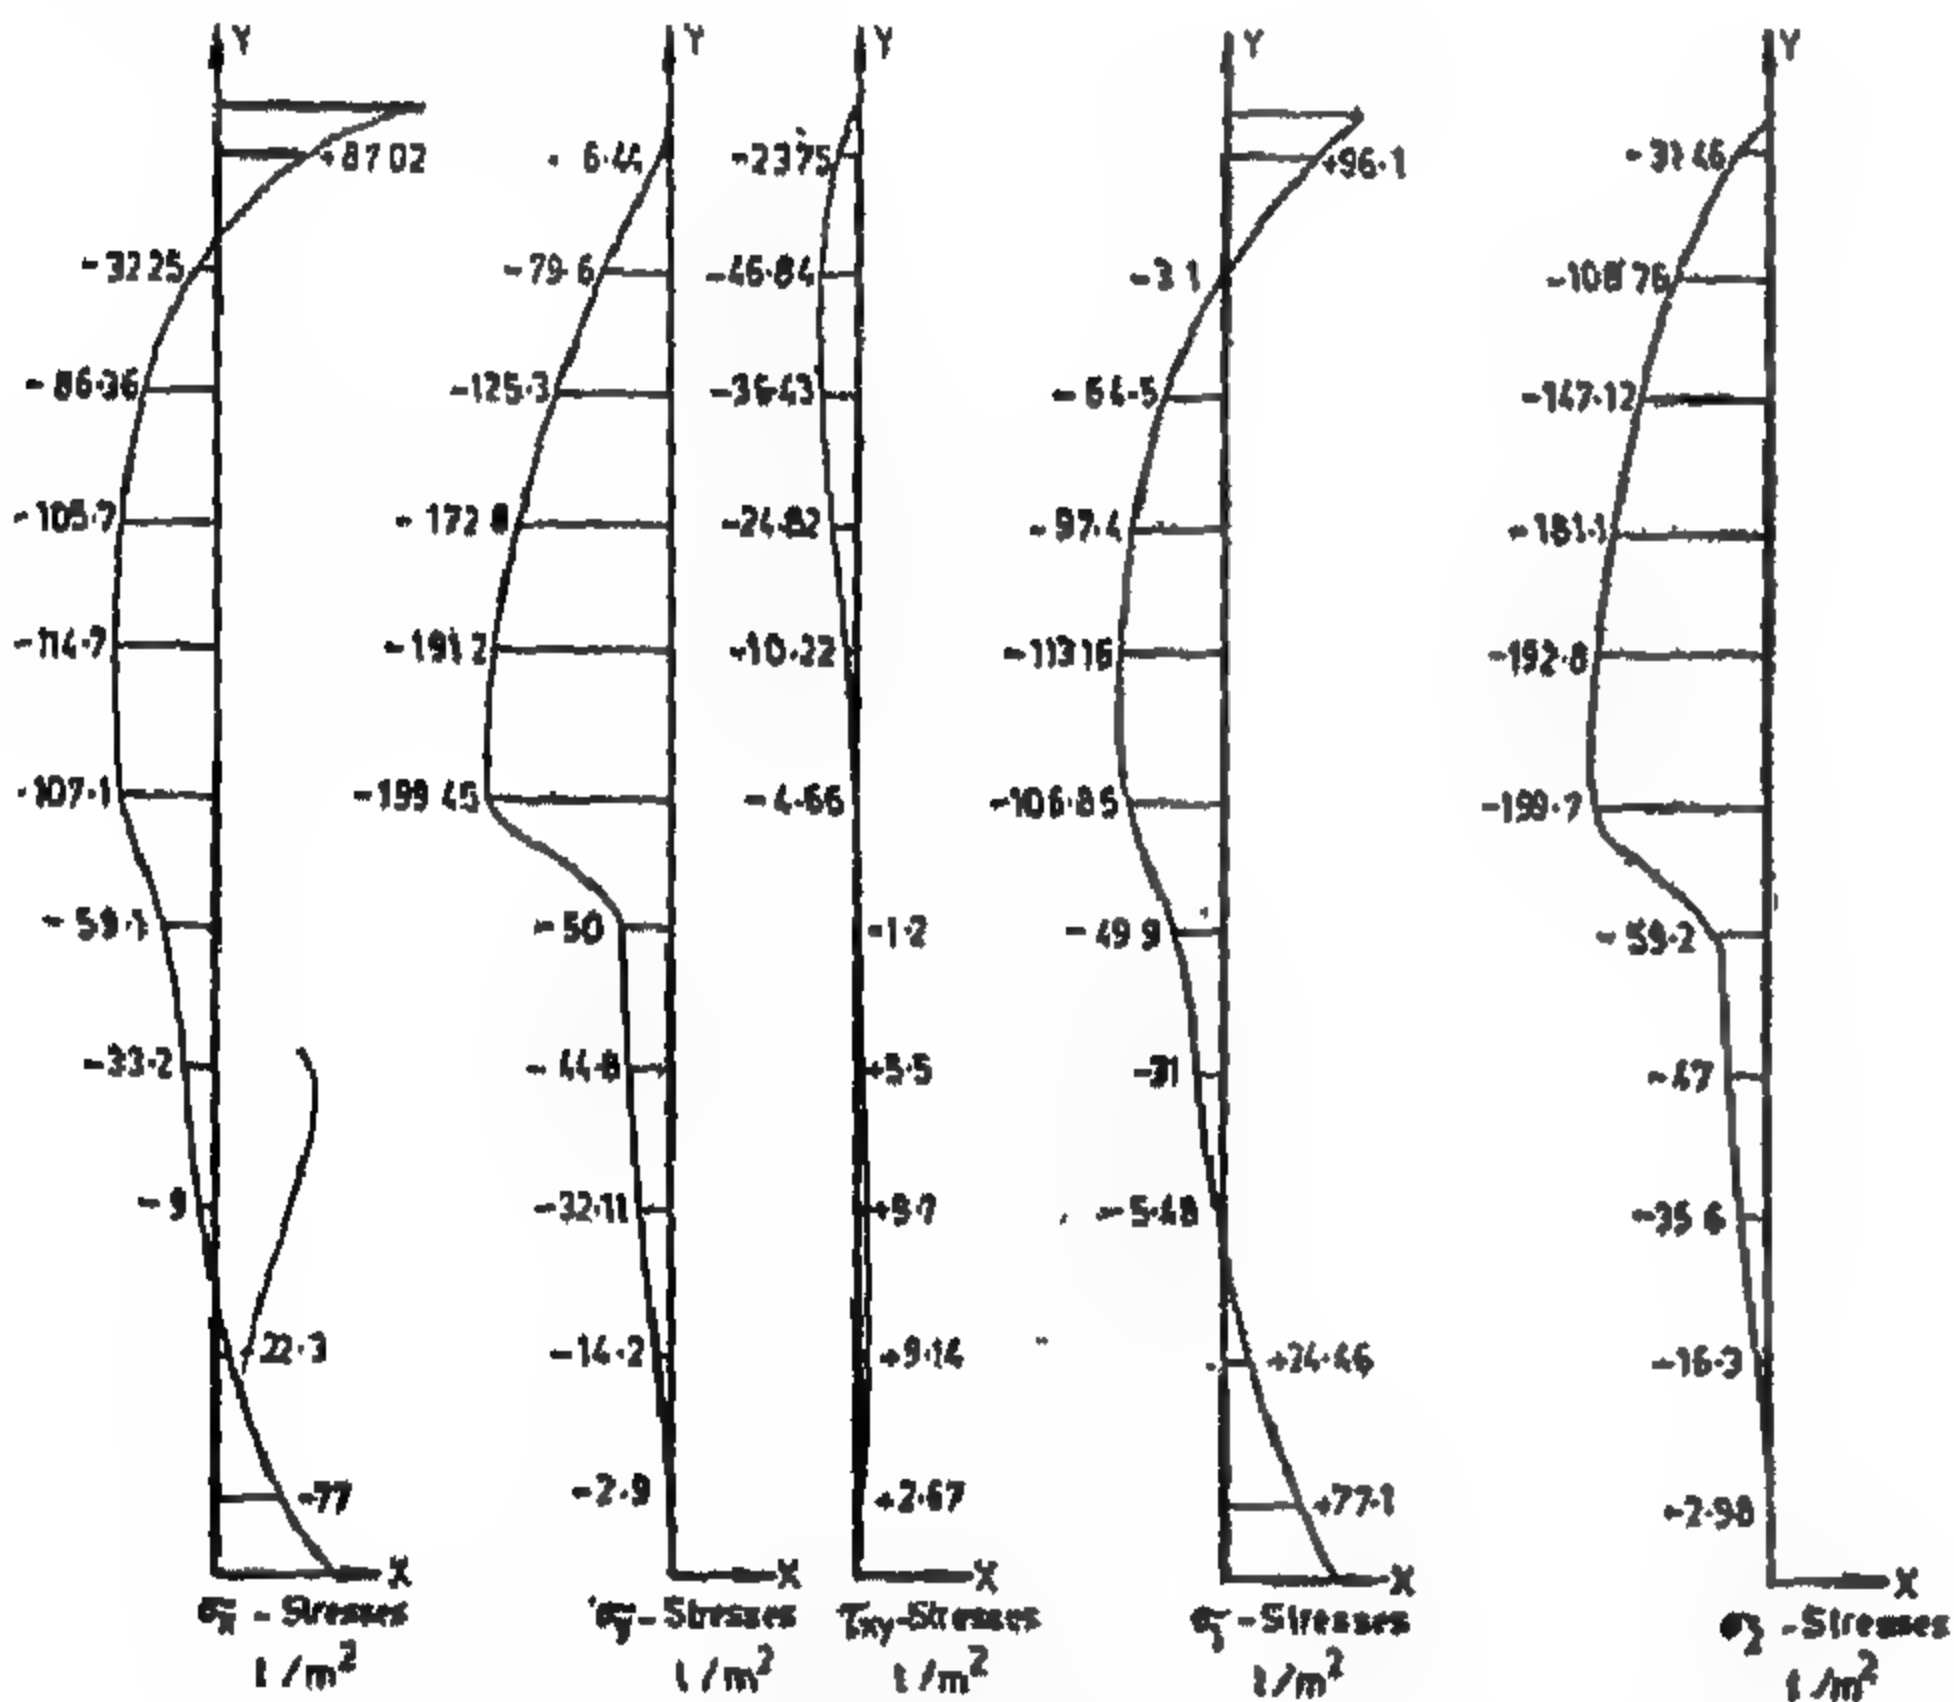 Y Y Y Y Y
+87 02 6.44 -23 75 +96.1 -31 46
-32 25 -79.6 -46.84 -3 1 -108 76
-86.36 -125.3 -36.43 -64.5 -147.12
-105.7 -172 8 -24.82 -97.4 -181.1
-114.7 -191 2 -10.22 -113 16 -192.8
-107.1 -199 45 -4.66 -106.85 -199.7
-59.1 -50 -1.2 -49 9 -59.2
-33.2 -44.8 +5.5 -31 -47
-9 -32.11 -5.48 -35 6
+22.3 -14.2 +9.14 +24.46 -16.3
-77 -2.9 +2.67 +77.1 -2.98
X X X X X
σx - Stresses σy - Stresses τxy-Stresses σ1 - Stresses σ2 - Stresses
t/m² t/m² t/m² t/m² t/m²